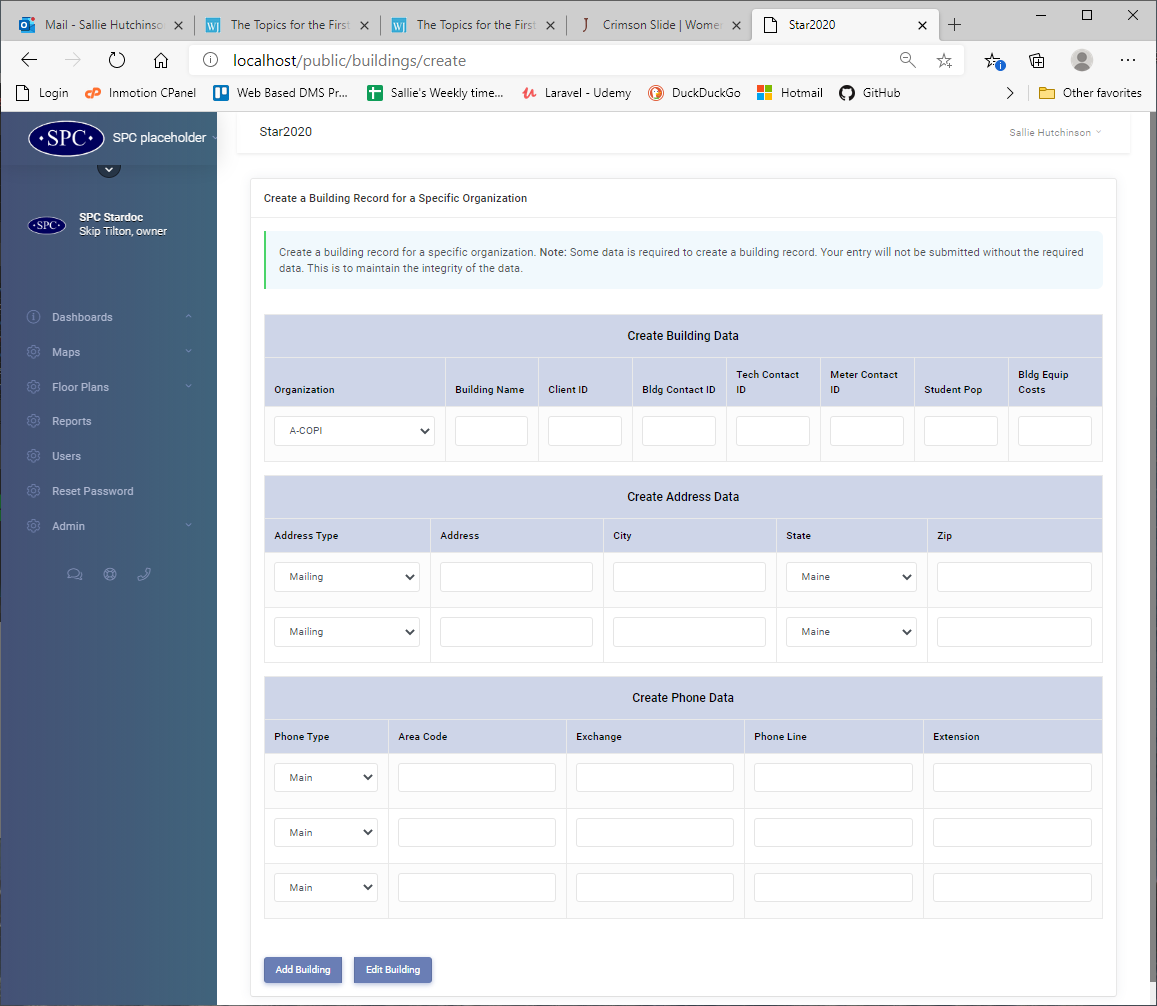 Mail - Sallie Hutchinso
The Topics for the First
The Topics for the First
Crimson Slide | Women
Star2020
localhost/public/buildings/create
Login
Inmotion CPanel
Web Based DMS Pr...
Sallie's Weekly time...
Laravel - Udemy
DuckDuckGo
Hotmail
GitHub
Other favorites
SPC
SPC placeholder
Star2020
Sallie Hutchinson
SPC
SPC Stardoc
Skip Tilton, owner
Dashboards
Maps
Floor Plans
Reports
Users
Reset Password
Admin
Create a Building Record for a Specific Organization
Create a building record for a specific organization. Note: Some data is required to create a building record. Your entry will not be submitted without the required
data. This is to maintain the integrity of the data.
Create Building Data
Organization Building Name Client ID Bldg Contact ID Tech Contact ID Meter Contact ID Student Pop Bldg Equip Costs
A-COPI
Create Address Data
Address Type Address City State Zip
Mailing Maine
Mailing Maine
Create Phone Data
Phone Type Area Code Exchange Phone Line Extension
Main
Main
Main
Add Building Edit Building